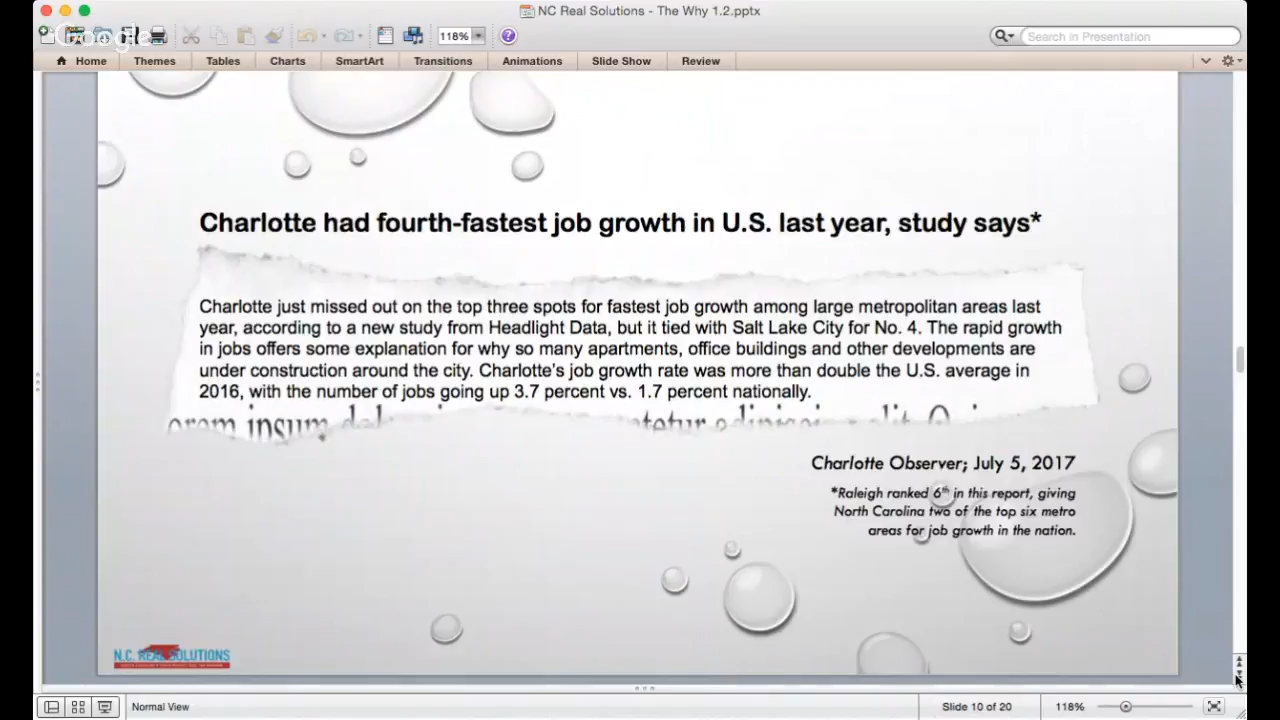 NC Real Solutions - The Why 1.2.pptx
Google
118%
Search in Presentation
Home Themes Tables Charts SmartArt Transitions Animations Slide Show Review
Charlotte had fourth-fastest job growth in U.S. last year, study says*
Charlotte just missed out on the top three spots for fastest job growth among large metropolitan areas last
year, according to a new study from Headlight Data, but it tied with Salt Lake City for No. 4. The rapid growth
in jobs offers some explanation for why so many apartments, office buildings and other developments are
under construction around the city. Charlotte's job growth rate was more than double the U.S. average in
2016, with the number of jobs going up 3.7 percent vs. 1.7 percent nationally.
ipsum
Charlotte Observer; July 5, 2017
*Raleigh ranked 6th in this report, giving
North Carolina two of the top six metro
areas for job growth in the nation.
N.C. REAL SOLUTIONS
Normal View Slide 10 of 20 118%